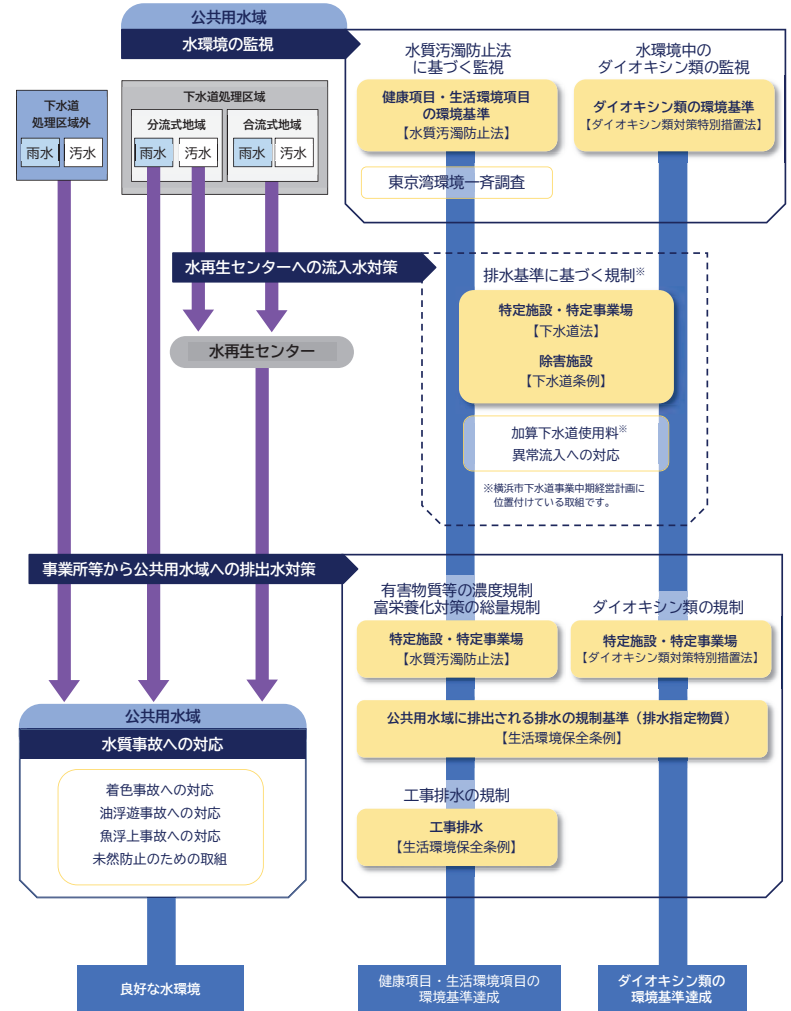 公共用水域
水環境の監視
水質汚濁防止法
に基づく監視
水環境中の
ダイオキシン類の監視
健康項目・生活環境項目
の環境基準
【水質汚濁防止法】
ダイオキシン類の環境基準
【ダイオキシン類対策特別措置法】
東京湾環境一斉調査
下水道
処理区域外
雨水
汚水
下水道処理区域
分流式地域
雨水
汚水
合流式地域
雨水
汚水
水再生センターへの流入水対策
排水基準に基づく規制※
特定施設・特定事業場
【下水道法】
除害施設
【下水道条例】
水再生センター
加算下水道使用料※
異常流入への対応
※横浜市下水道事業中期経営計画に
位置付けている取組です。
事業所等から公共用水域への排出水対策
有害物質等の濃度規制
富栄養化対策の総量規制
ダイオキシン類の規制
特定施設・特定事業場
【水質汚濁防止法】
特定施設・特定事業場
【ダイオキシン類対策特別措置法】
公共用水域に排出される排水の規制基準（排水指定物質）
【生活環境保全条例】
工事排水の規制
工事排水
【生活環境保全条例】
公共用水域
水質事故への対応
着色事故への対応
油浮遊事故への対応
魚浮上事故への対応
未然防止のための取組
良好な水環境
健康項目・生活環境項目の
環境基準達成
ダイオキシン類の
環境基準達成